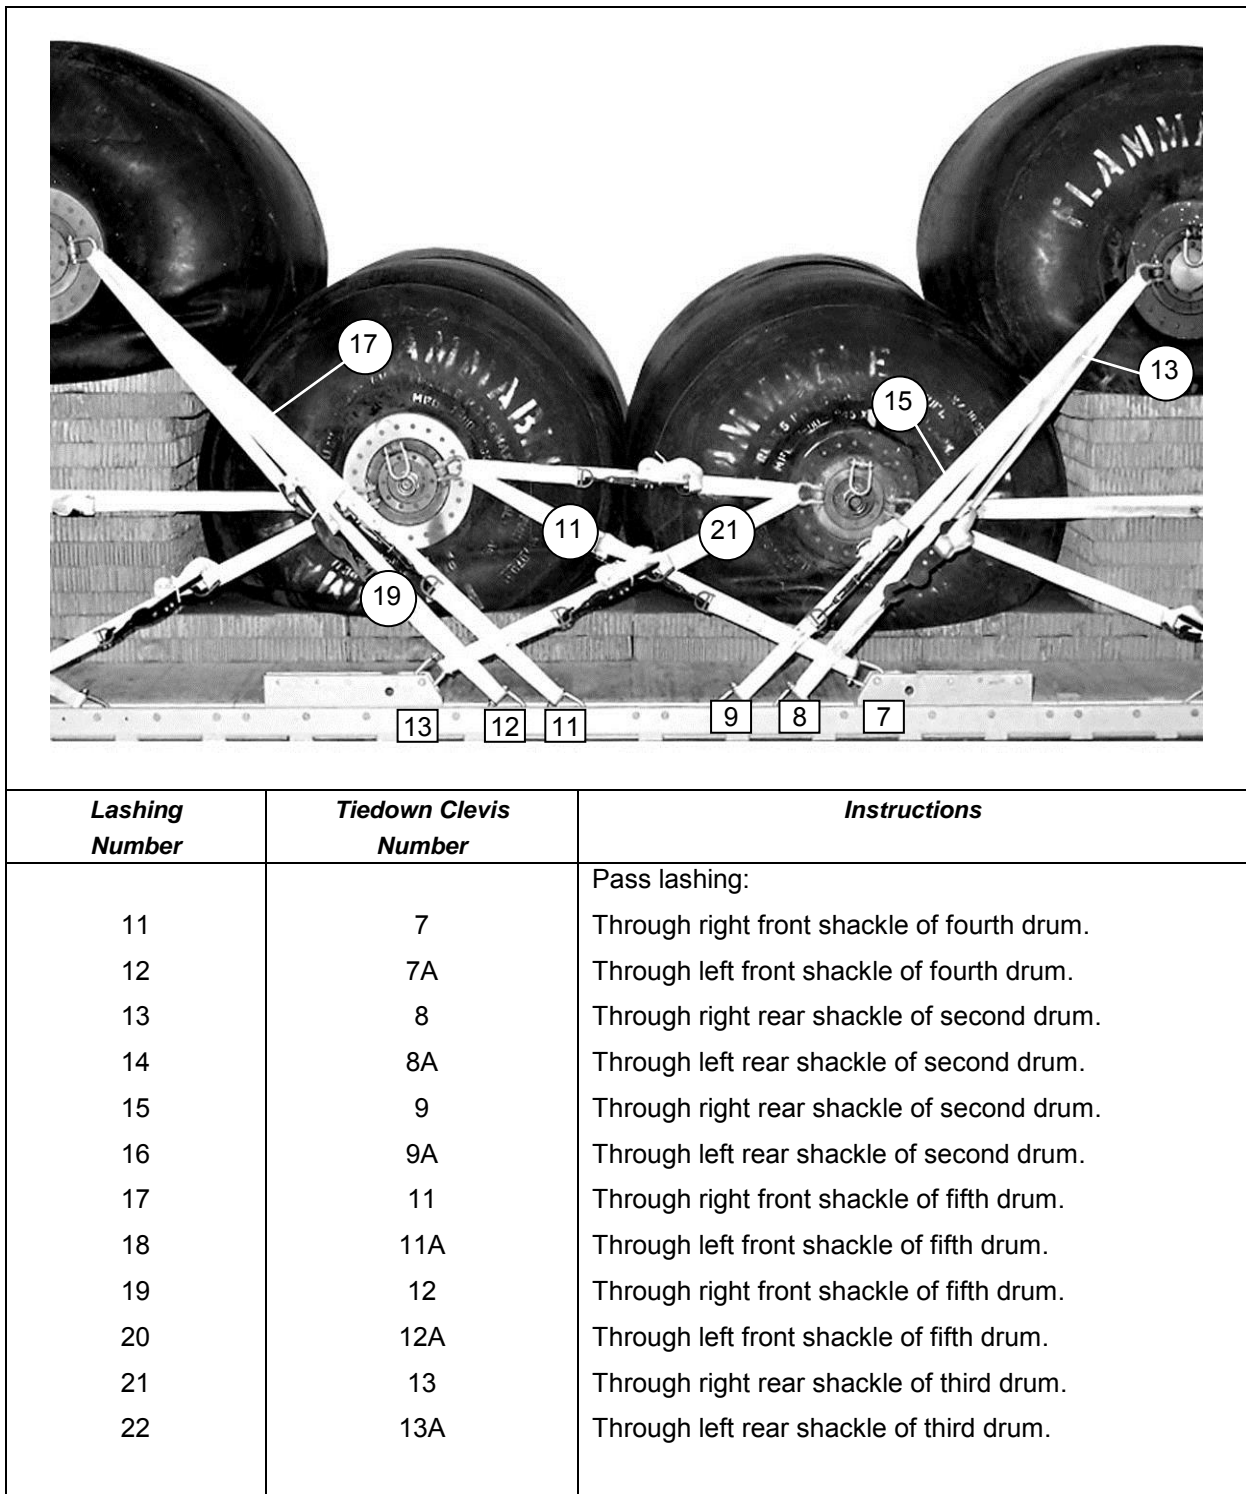 FLAMMA
17
13
AMMABL
15
11
21
19
13
12
11
9
8
7
Lashing Number
Tiedown Clevis Number
Instructions
Pass lashing:
11 7 Through right front shackle of fourth drum.
12 7A Through left front shackle of fourth drum.
13 8 Through right rear shackle of second drum.
14 8A Through left rear shackle of second drum.
15 9 Through right rear shackle of second drum.
16 9A Through left rear shackle of second drum.
17 11 Through right front shackle of fifth drum.
18 11A Through left front shackle of fifth drum.
19 12 Through right front shackle of fifth drum.
20 12A Through left front shackle of fifth drum.
21 13 Through right rear shackle of third drum.
22 13A Through left rear shackle of third drum.